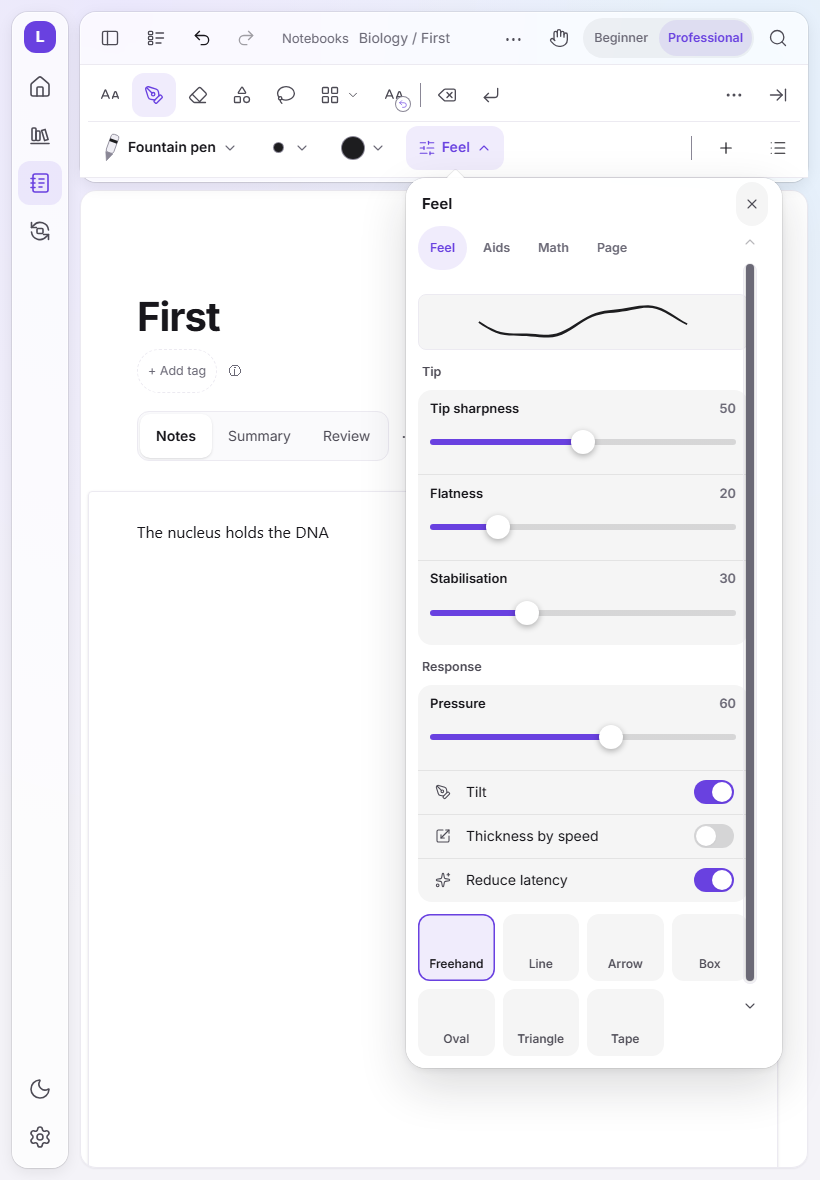 L
Notebooks Biology / First
Beginner Professional
AA
AA
Fountain pen
Feel
Feel
Feel Aids Math Page
First
+ Add tag
Notes Summary Review
The nucleus holds the DNA
Tip
Tip sharpness 50
Flatness 20
Stabilisation 30
Response
Pressure 60
Tilt
Thickness by speed
Reduce latency
Freehand Line Arrow Box
Oval Triangle Tape